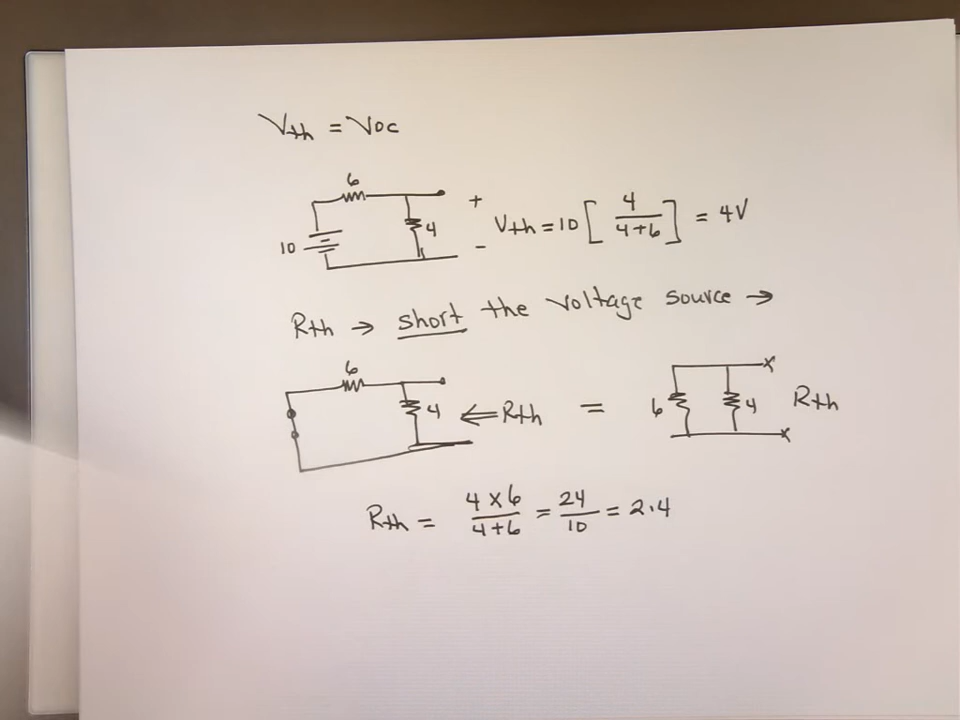 Vth = Voc
6
10
4
+
-
Vth = 10 [ 4 / 4+6 ] = 4V
Rth → short the voltage source →
6
4 ⇐ Rth = 6 4 Rth
x
x
Rth = 4 x 6 / 4+6 = 24 / 10 = 2.4